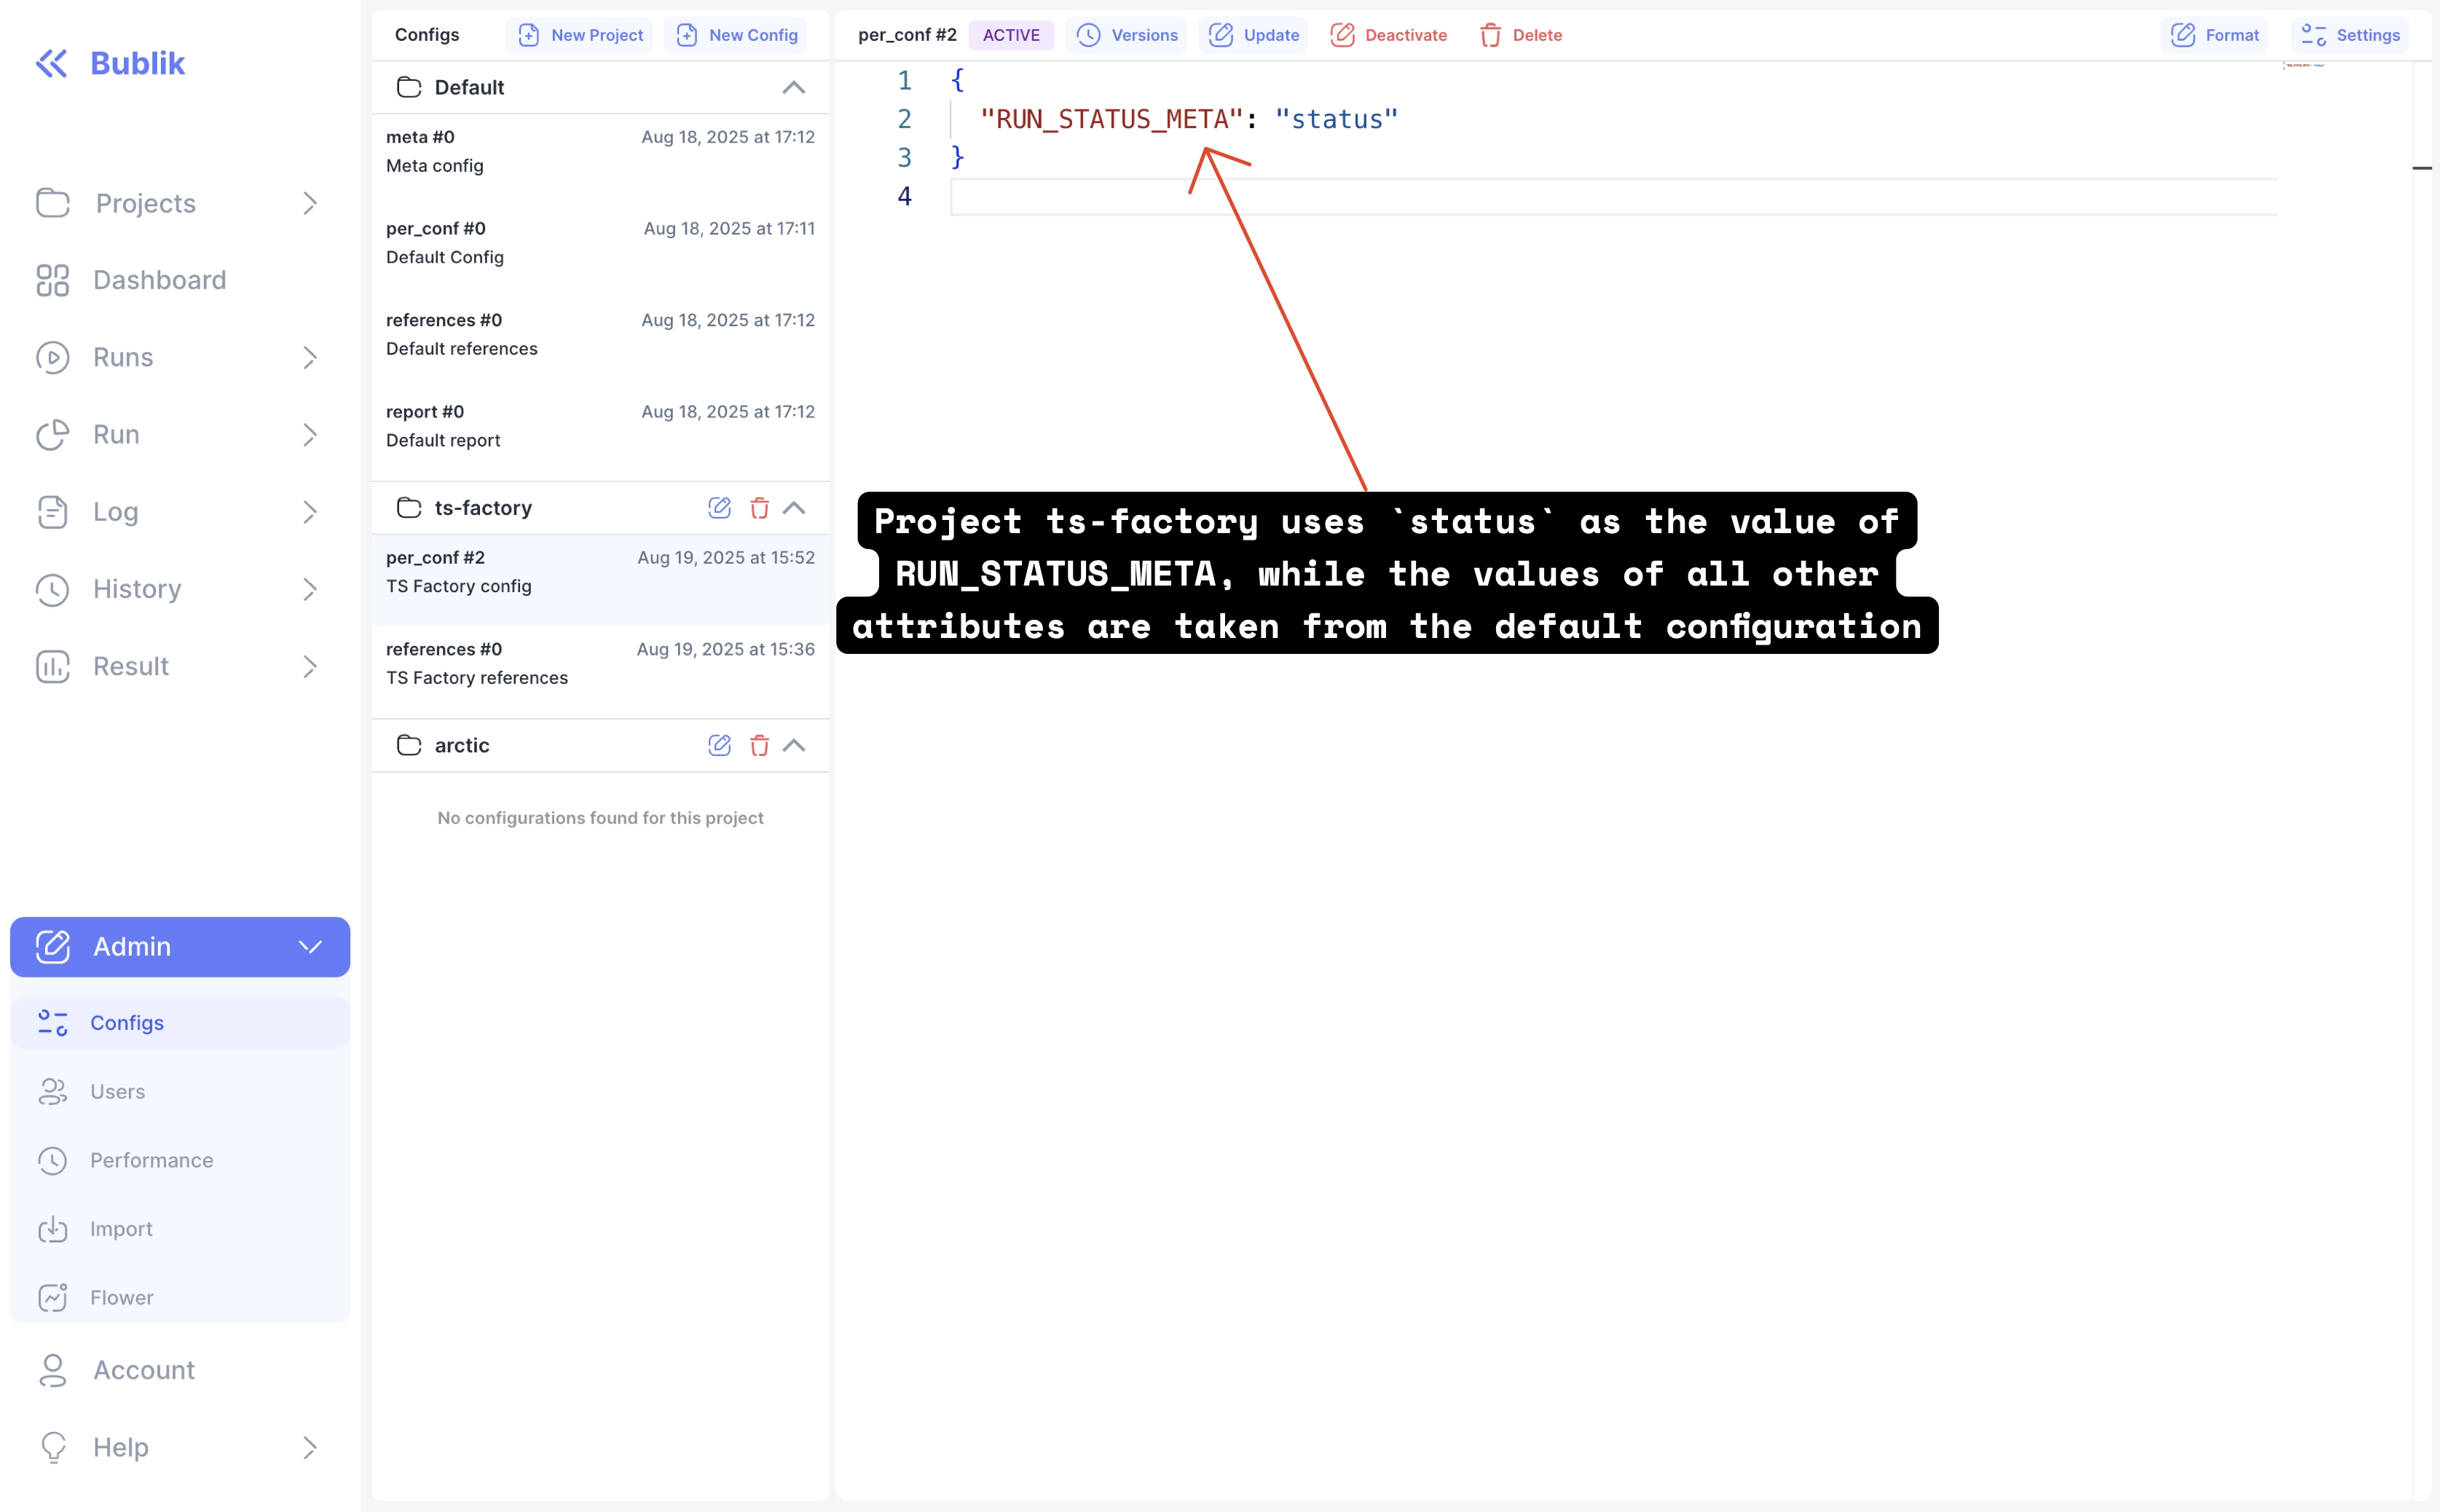 Bublik
Projects
Dashboard
Runs
Run
Log
History
Result
Admin
Configs
Users
Performance
Import
Flower
Account
Help
Configs New Project New Config
Default
meta #0 Aug 18, 2025 at 17:12
Meta config
per_conf #0 Aug 18, 2025 at 17:11
Default Config
references #0 Aug 18, 2025 at 17:12
Default references
report #0 Aug 18, 2025 at 17:12
Default report
ts-factory
per_conf #2 Aug 19, 2025 at 15:52
TS Factory config
references #0 Aug 19, 2025 at 15:36
TS Factory references
arctic
No configurations found for this project
per_conf #2 ACTIVE Versions Update Deactivate Delete Format Settings
1 {
2 "RUN_STATUS_META": "status"
3 }
4
Project ts-factory uses `status` as the value of
RUN_STATUS_META, while the values of all other
attributes are taken from the default configuration